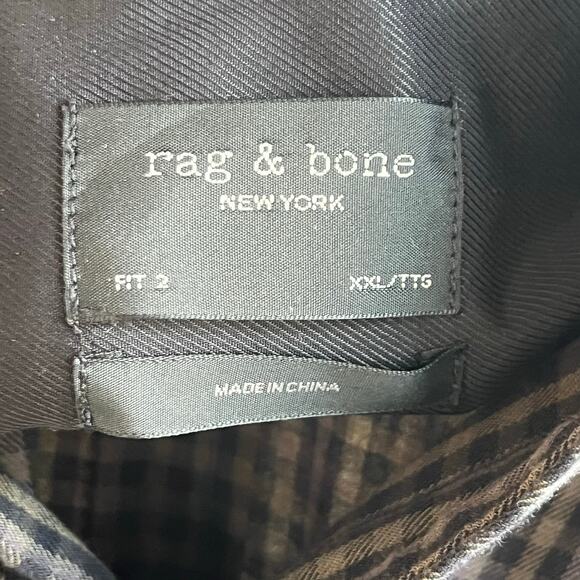 rag & bone
NEW YORK
FIT 2 XXL/TTG
MADE IN CHINA